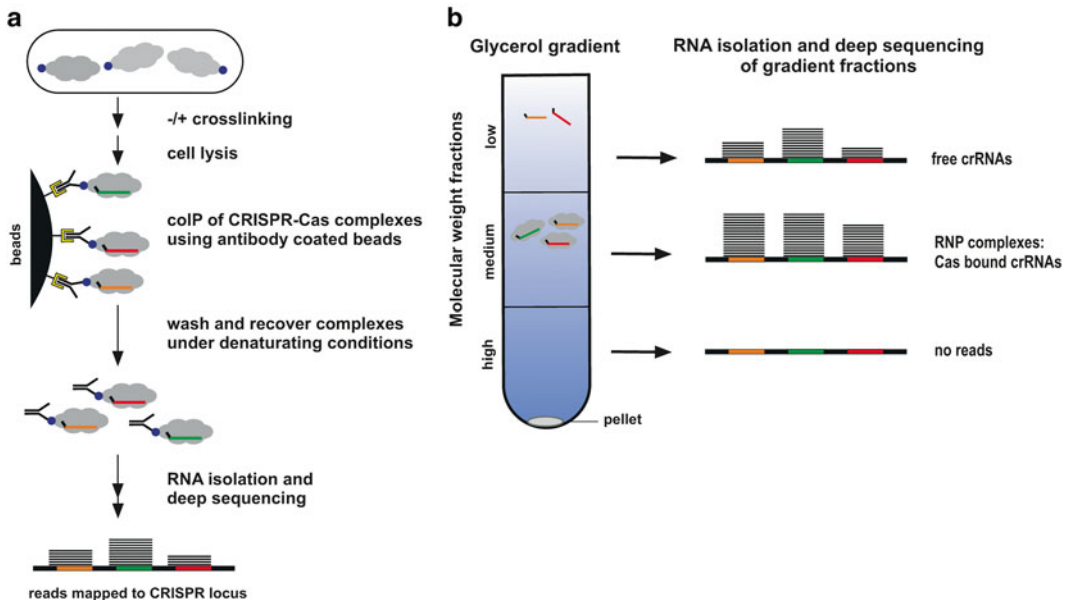 a
-/+ crosslinking
cell lysis
beads
coIP of CRISPR-Cas complexes
using antibody coated beads
wash and recover complexes
under denaturating conditions
RNA isolation and
deep sequencing
reads mapped to CRISPR locus
b
Glycerol gradient
RNA isolation and deep sequencing
of gradient fractions
Molecular weight fractions
low
medium
high
free crRNAs
RNP complexes:
Cas bound crRNAs
no reads
pellet